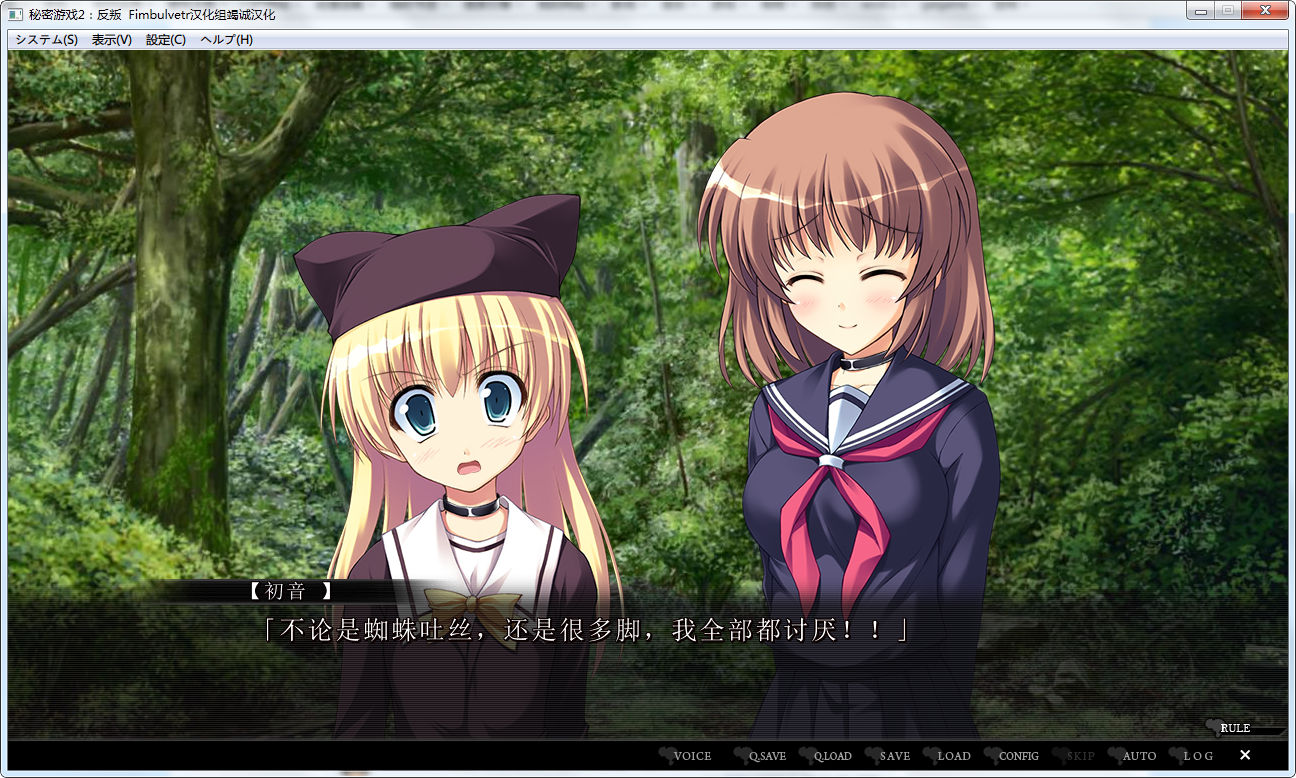 秘密游戏2：反叛 Fimbulvetr汉化组竭诚汉化
システム(S) 表示(V) 設定(C) ヘルプ(H)
【初音 】
「不论是蜘蛛吐丝，还是很多脚，我全部都讨厌！！」
RULE
VOICE Q.SAVE Q.LOAD SAVE LOAD CONFIG SKIP AUTO LOG